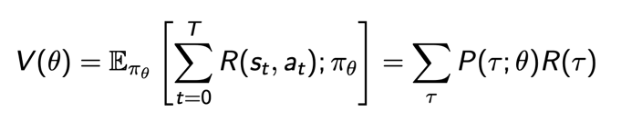 V(θ) = 𝔼_{π_θ} [ ∑_{t=0}^{T} R(s_t, a_t); π_θ ] = ∑_τ P(τ; θ)R(τ)